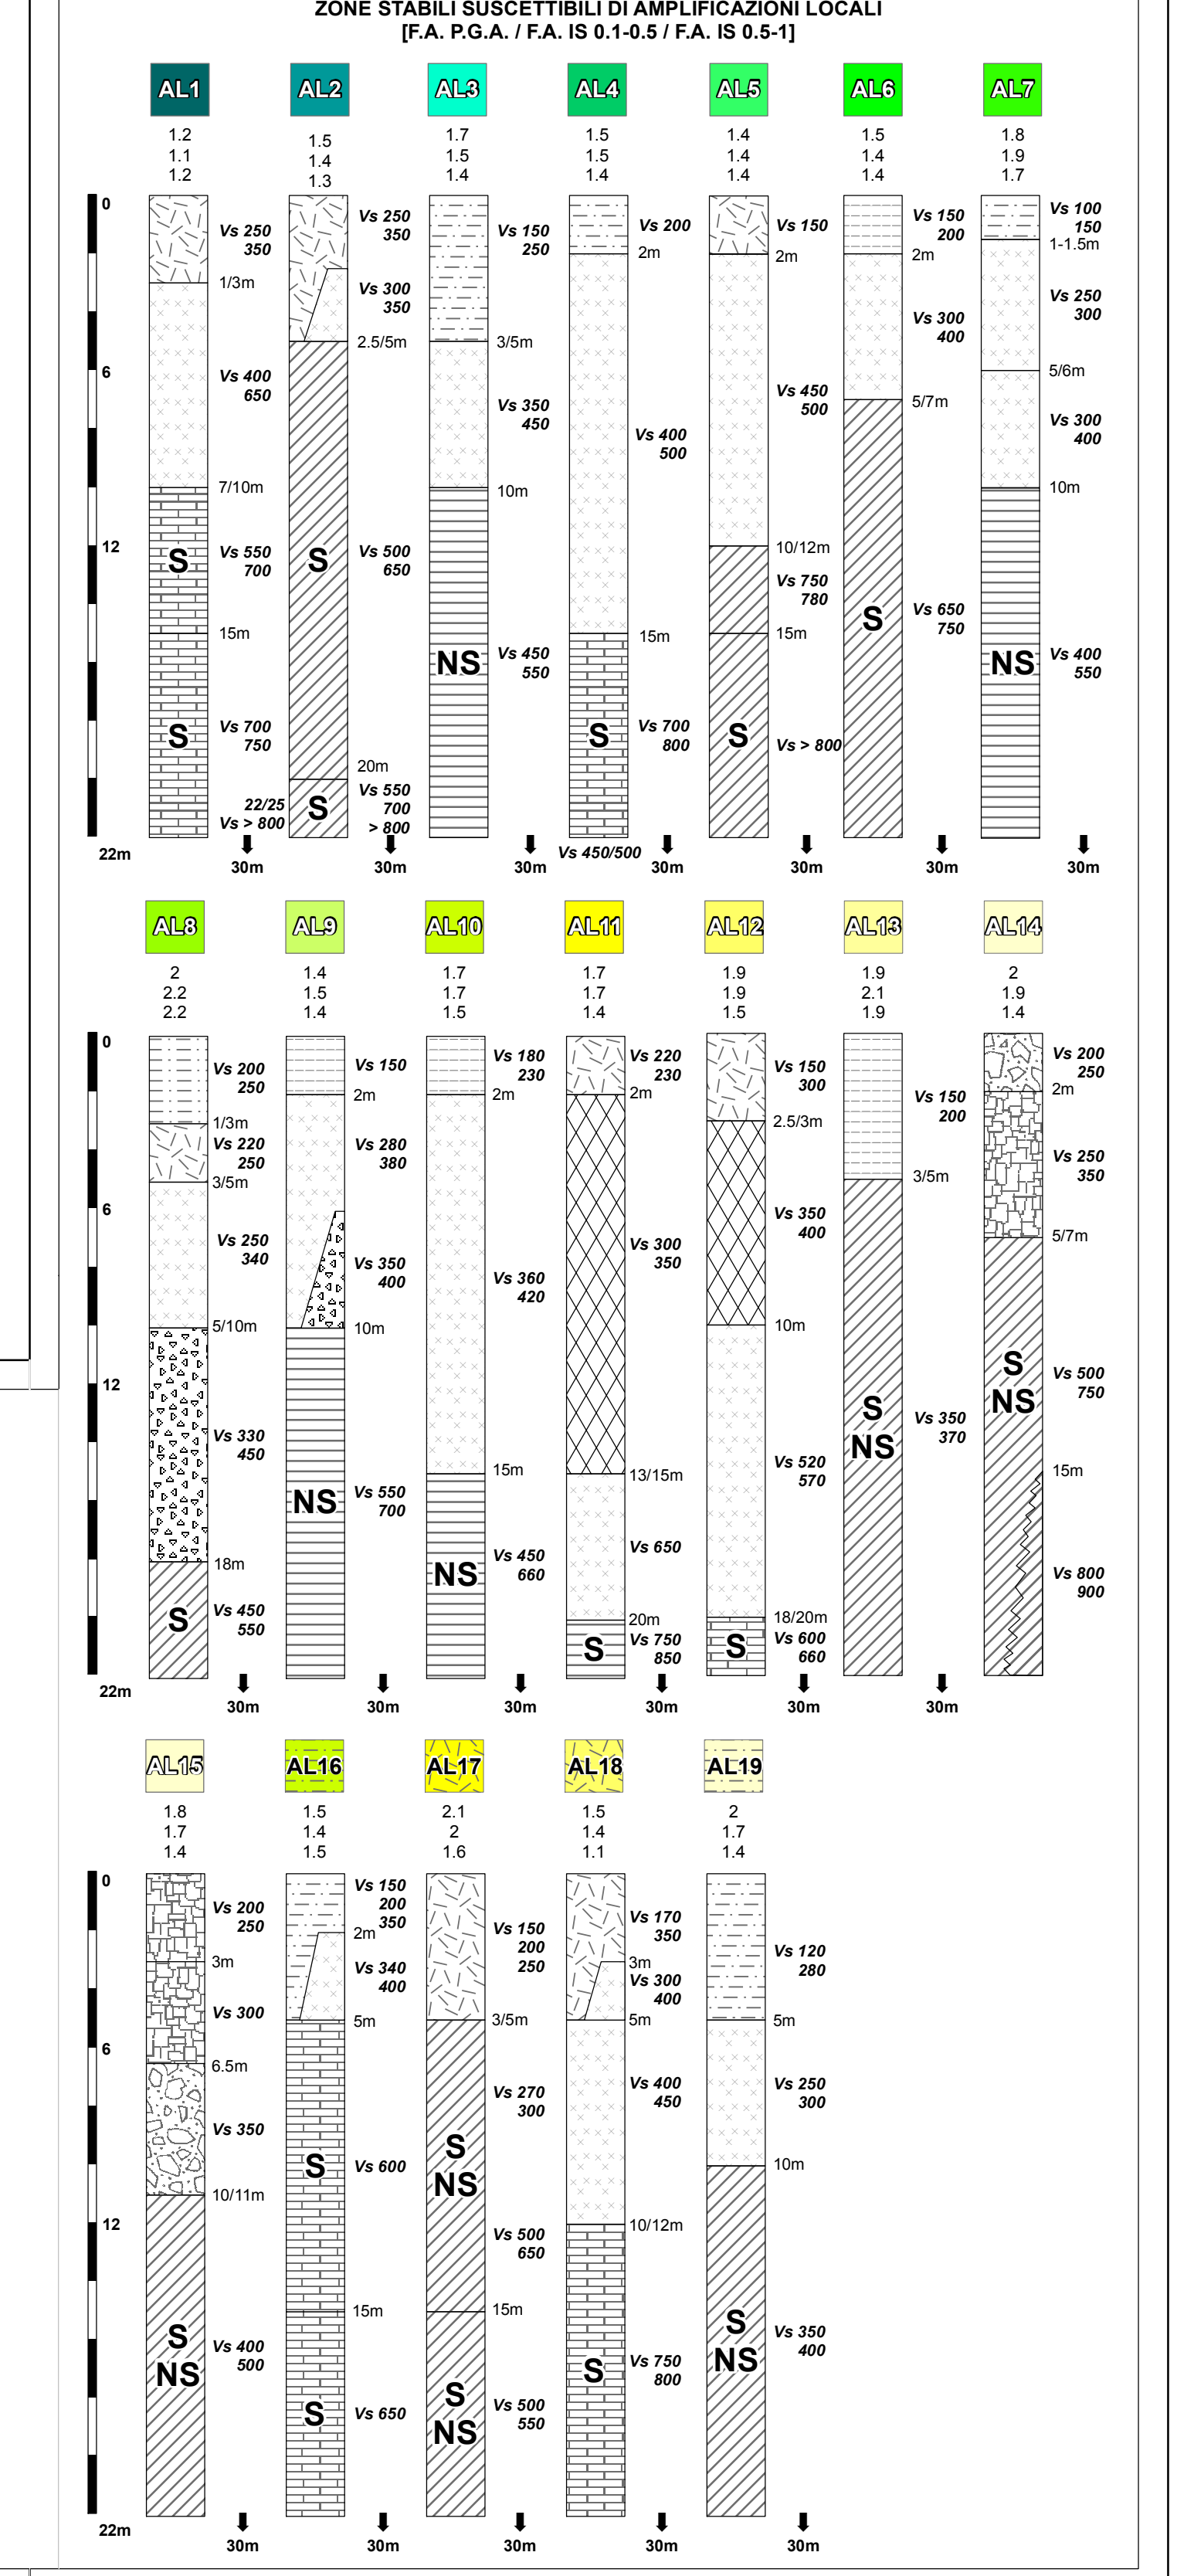 ZONE STABILI SUSCETTIBILI DI AMPLIFICAZIONI LOCALI
[F.A. P.G.A. / F.A. IS 0.1-0.5 / F.A. IS 0.5-1]
AL1 AL2 AL3 AL4 AL5 AL6 AL7
1.2 1.5 1.7 1.5 1.4 1.5 1.8
1.1 1.4 1.5 1.5 1.4 1.4 1.9
1.2 1.3 1.4 1.4 1.4 1.4 1.7
0
6
12
22m
Vs 250
350
1/3m
Vs 400
650
7/10m
S
Vs 550
700
15m
S
Vs 700
750
22/25
Vs > 800
30m
Vs 250
350
Vs 300
350
2.5/5m
S
Vs 500
650
20m
S
Vs 550
700
> 800
30m
Vs 150
250
3/5m
Vs 350
450
10m
NS
Vs 450
550
30m
Vs 200
2m
Vs 400
500
15m
S
Vs 700
800
Vs 450/500
30m
Vs 150
2m
Vs 450
500
10/12m
Vs 750
780
15m
S
Vs > 800
30m
Vs 150
200
2m
Vs 300
400
5/7m
S
Vs 650
750
30m
Vs 100
150
1-1.5m
Vs 250
300
5/6m
Vs 300
400
10m
NS
Vs 400
550
30m
AL8 AL9 AL10 AL11 AL12 AL13 AL14
2 1.4 1.7 1.7 1.9 1.9 2
2.2 1.5 1.7 1.7 1.9 2.1 1.9
2.2 1.4 1.5 1.4 1.5 1.9 1.4
0
6
12
22m
Vs 200
250
1/3m
Vs 220
250
3/5m
Vs 250
340
5/10m
Vs 330
450
18m
S
Vs 450
550
30m
Vs 150
2m
Vs 280
380
Vs 350
400
10m
NS
Vs 550
700
30m
Vs 180
230
2m
Vs 360
420
15m
NS
Vs 450
660
30m
Vs 220
230
2m
Vs 300
350
13/15m
Vs 650
20m
S
Vs 750
850
30m
Vs 150
300
2.5/3m
Vs 350
400
10m
Vs 520
570
18/20m
S
Vs 600
660
30m
Vs 150
200
3/5m
S
NS
Vs 350
370
30m
Vs 200
250
2m
Vs 250
350
5/7m
S
NS
Vs 500
750
15m
Vs 800
900
AL15 AL16 AL17 AL18 AL19
1.8 1.5 2.1 1.5 2
1.7 1.4 2 1.4 1.7
1.4 1.5 1.6 1.1 1.4
0
6
12
22m
Vs 200
250
3m
Vs 300
6.5m
Vs 350
10/11m
S
NS
Vs 400
500
30m
Vs 150
200
350
2m
Vs 340
400
5m
S
Vs 600
15m
S
Vs 650
30m
Vs 150
200
250
3/5m
Vs 270
300
S
NS
Vs 500
650
15m
S
NS
Vs 500
550
30m
Vs 170
350
3m
Vs 300
400
5m
Vs 400
450
10/12m
S
Vs 750
800
30m
Vs 120
280
5m
Vs 250
300
10m
S
NS
Vs 350
400
30m